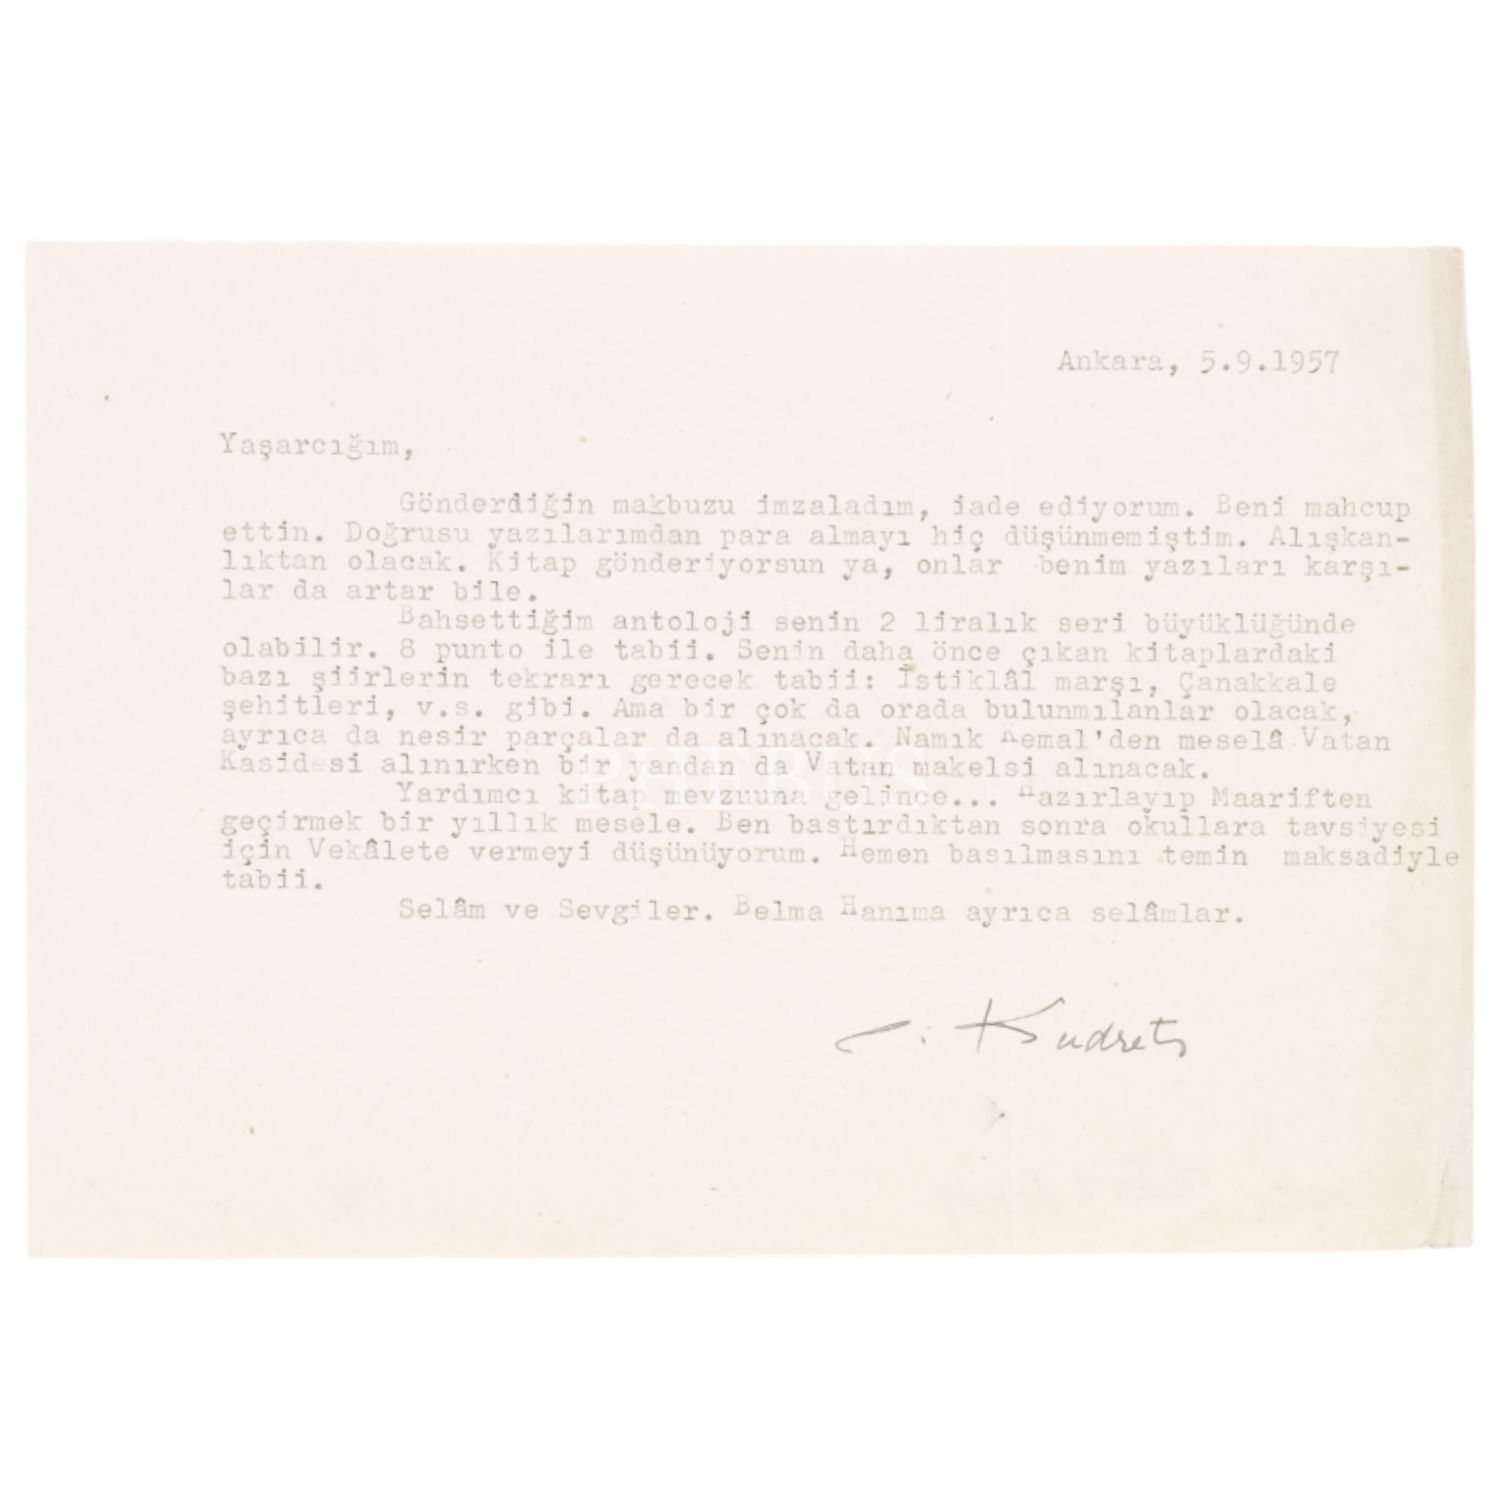 Ankara, 5.9.1957
Yaşarcığım,
Gönderdiğin makbuzu imzaladım, iade ediyorum. Beni mahcup
ettin. Doğrusu yazılarımdan para almayı hiç düşünmemiştim. Alışkan-
lıktan olacak. Kitap gönderiyorsun ya, onlar benim yazıları karşı-
lar da artar bile.
Bahsettiğim antoloji senin 2 liralık seri büyüklüğünde
olabilir. 8 punto ile tabii. Senin daha önce çıkan kitaplardaki
bazı şiirlerin tekrarı gerecek tabii: İstiklâl marşı, Çanakkale
şehitleri, v.s. gibi. Ama bir çok da orada bulunmılanlar olacak,
ayrıca da nesir parçalar da alınacak. Namık Kemal'den meselâ Vatan
Kasidesi alınırken bir yandan da Vatan makelsi alınacak.
PHEBUS
Yardımcı kitap mevzuuna gelince... Hazırlayıp Maariften
geçirmek bir yıllık mesele. Ben bastırdıktan sonra okullara tavsiyesi
için Vekâlete vermeyi düşünüyorum. Hemen basılmasını temin maksadiyle
tabii.
Selâm ve Sevgiler. Belma Hanıma ayrıca selâmlar.
C. Kudret